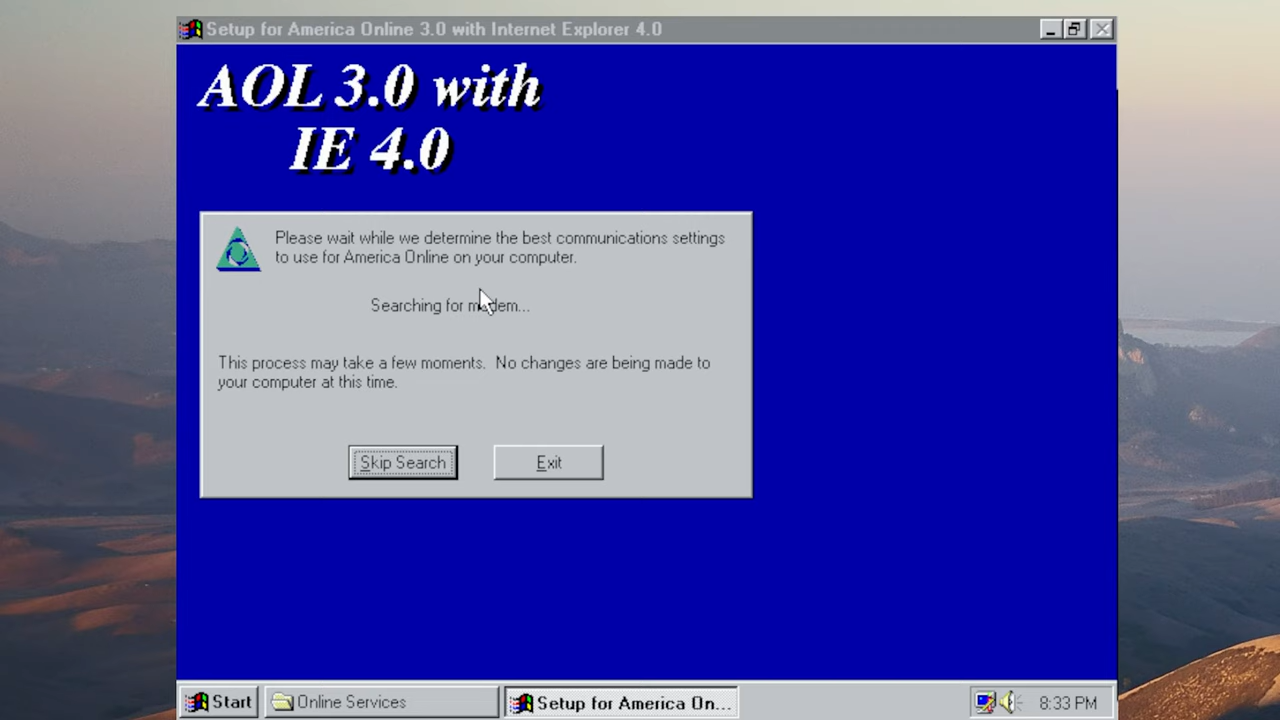 Setup for America Online 3.0 with Internet Explorer 4.0
AOL 3.0 with
IE 4.0
Please wait while we determine the best communications settings
to use for America Online on your computer.
Searching for modem...
This process may take a few moments. No changes are being made to
your computer at this time.
Skip Search
Exit
Start
Online Services
Setup for America On...
8:33 PM